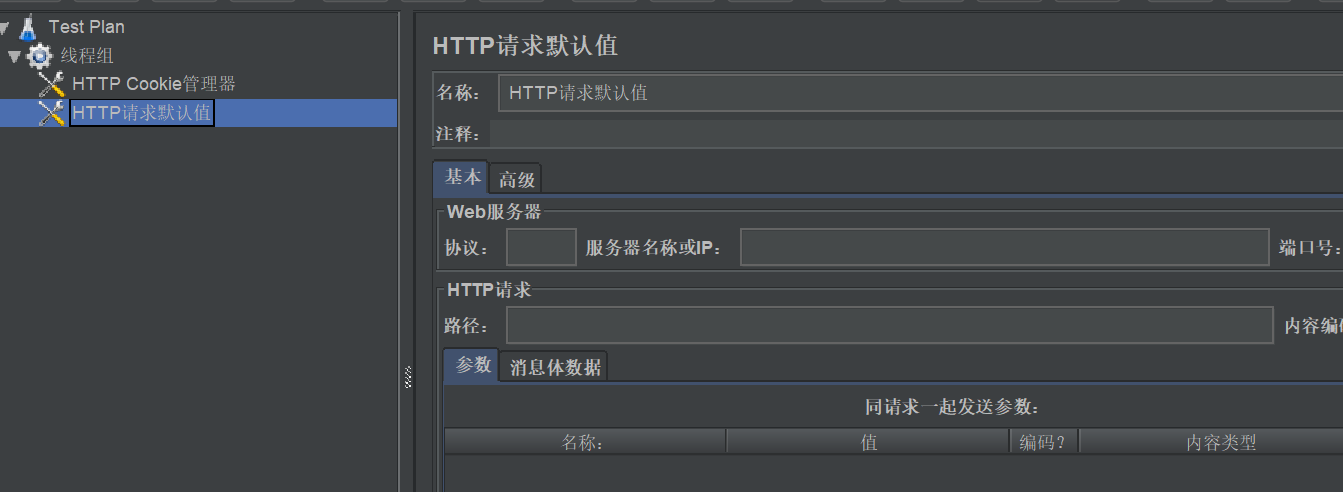 Test Plan
线程组
HTTP Cookie管理器
HTTP请求默认值
HTTP请求默认值
名称： HTTP请求默认值
注释：
基本 高级
Web服务器
协议： 服务器名称或IP： 端口号：
HTTP请求
路径： 内容编
参数 消息体数据
同请求一起发送参数：
名称： 值 编码？ 内容类型